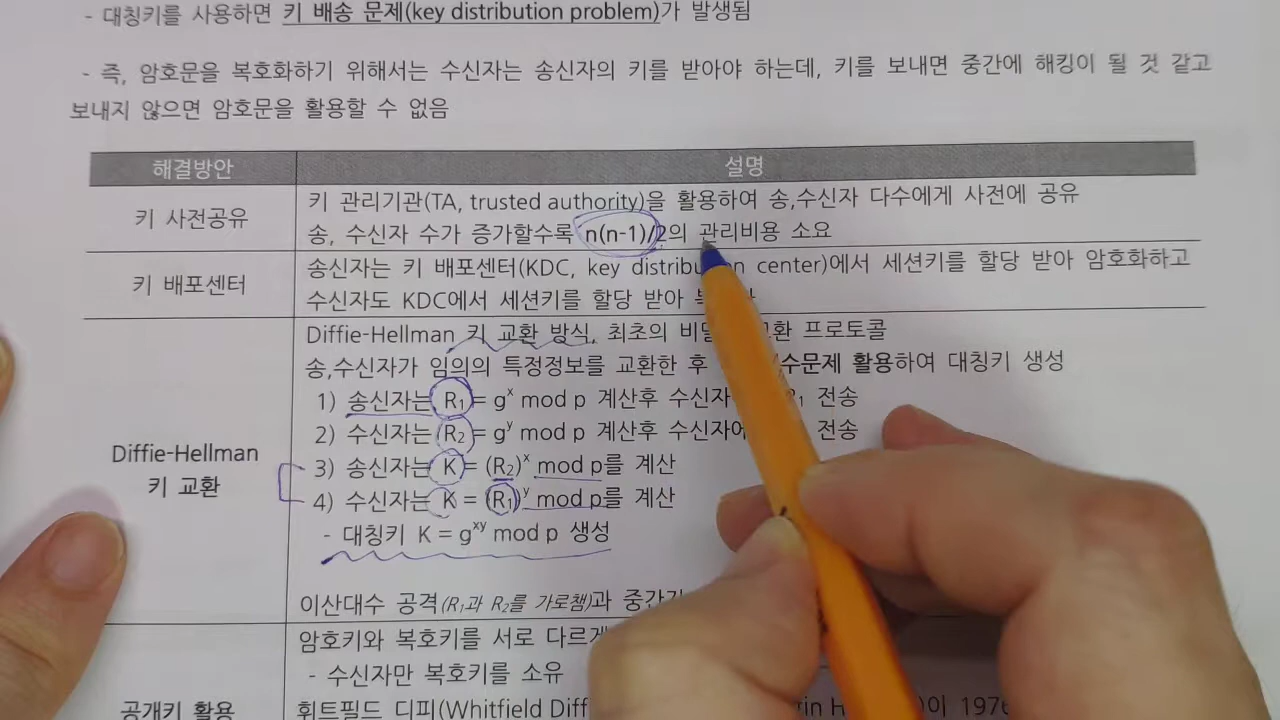 - 대칭키를 사용하면 키 배송 문제(key distribution problem)가 발생됨
- 즉, 암호문을 복호화하기 위해서는 수신자는 송신자의 키를 받아야 하는데, 키를 보내면 중간에 해킹이 될 것 같고
보내지 않으면 암호문을 활용할 수 없음
해결방안 설명
키 사전공유
키 관리기관(TA, trusted authority)을 활용하여 송,수신자 다수에게 사전에 공유
송, 수신자 수가 증가할수록 n(n-1)/2의 관리비용 소요
키 배포센터
송신자는 키 배포센터(KDC, key distribution center)에서 세션키를 할당 받아 암호화하고
수신자도 KDC에서 세션키를 할당 받아
Diffie-Hellman
키 교환
Diffie-Hellman 키 교환 방식, 최초의 교환 프로토콜
송,수신자가 임의의 특정정보를 교환한 후 활용하여 대칭키 생성
1) 송신자는 R₁ = gˣ mod p 계산후 전송
2) 수신자는 R₂ = gʸ mod p 계산후 전송
3) 송신자는 K = (R₂)ˣ mod p를 계산
4) 수신자는 K = (R₁)ʸ mod p를 계산
- 대칭키 K = gˣʸ mod p 생성
이산대수 공격(R₁과 R₂를 가로챔)과
공개키 활용
암호키와 복호키를 서로
- 수신자만 복호키를 소유
휘트필드 디피(Whitfield